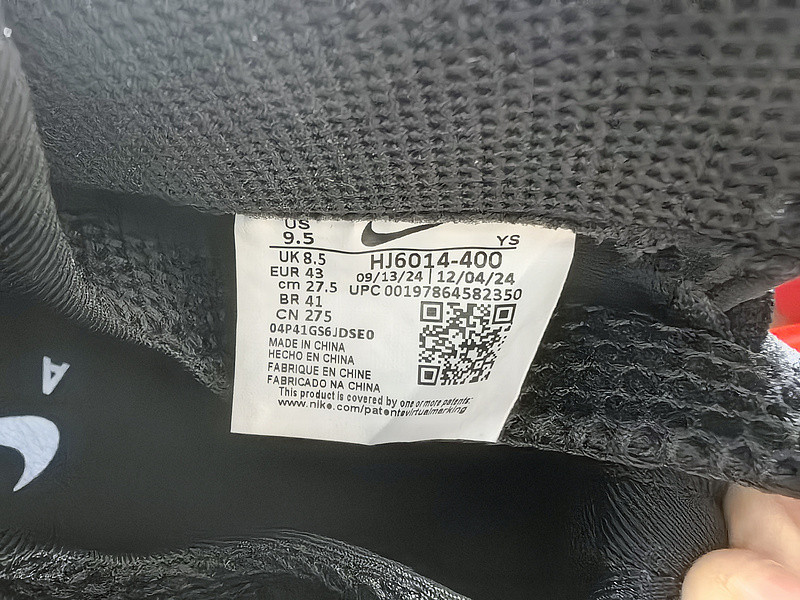 US
9.5
YS
UK 8.5
HJ6014-400
EUR 43
09/13/24 | 12/04/24
cm 27.5
UPC 00197864582350
BR 41
CN 275
04P41GS6JDSE0
MADE IN CHINA
HECHO EN CHINA
FABRIQUE EN CHINE
FABRICADO NA CHINA
This product is covered by one or more patents:
www.nike.com/patentsvirtualmarking
A